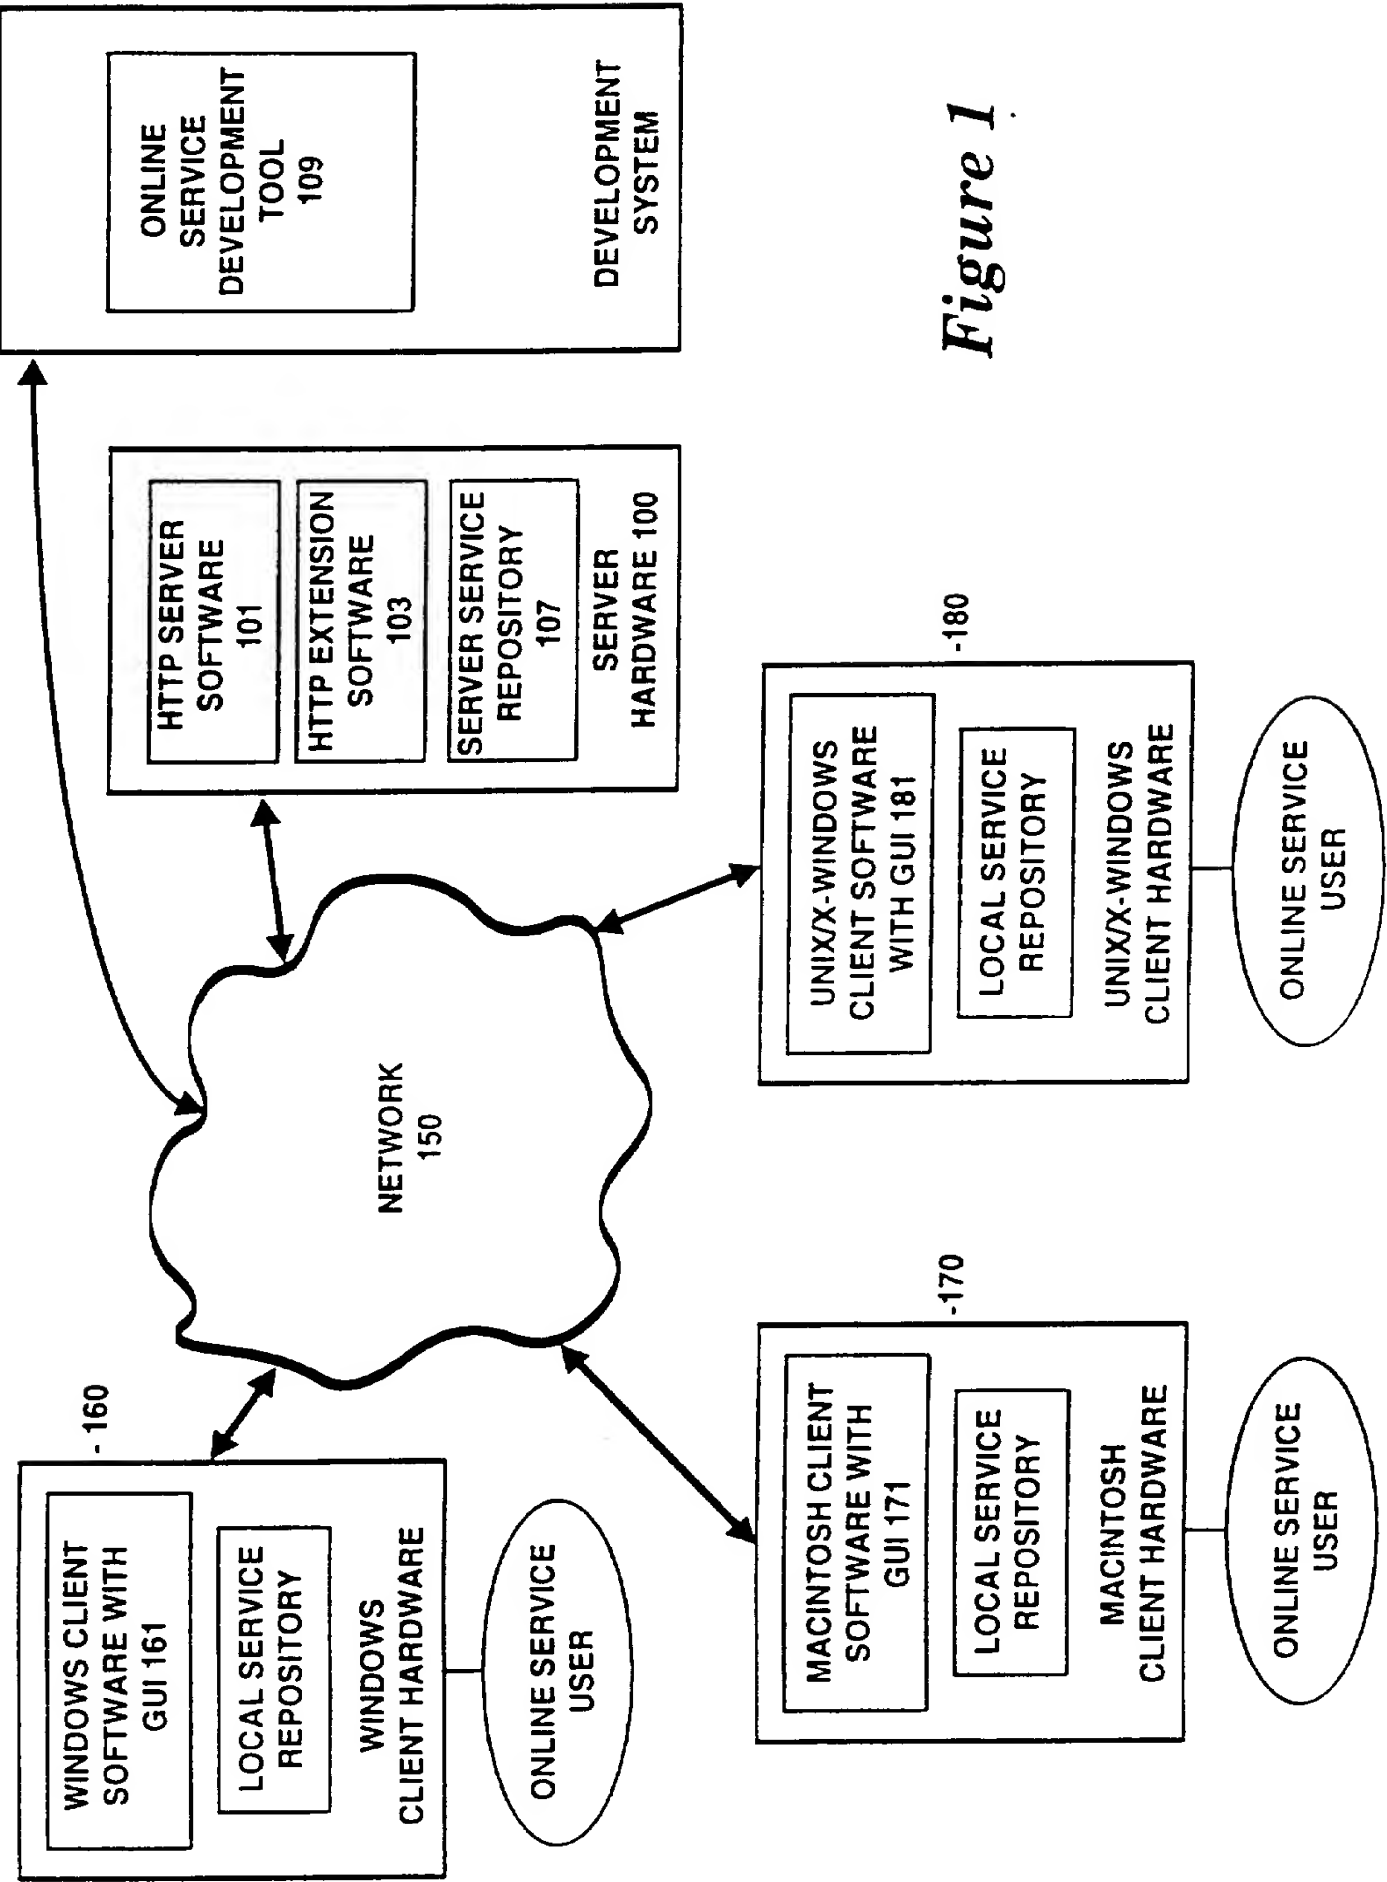 - 160
WINDOWS CLIENT
SOFTWARE WITH
GUI 161
LOCAL SERVICE
REPOSITORY
WINDOWS
CLIENT HARDWARE
ONLINE SERVICE
USER
NETWORK
150
HTTP SERVER
SOFTWARE
101
HTTP EXTENSION
SOFTWARE
103
SERVER SERVICE
REPOSITORY
107
SERVER
HARDWARE 100
ONLINE
SERVICE
DEVELOPMENT
TOOL
109
DEVELOPMENT
SYSTEM
-170
MACINTOSH CLIENT
SOFTWARE WITH
GUI 171
LOCAL SERVICE
REPOSITORY
MACINTOSH
CLIENT HARDWARE
ONLINE SERVICE
USER
-180
UNIX/X-WINDOWS
CLIENT SOFTWARE
WITH GUI 181
LOCAL SERVICE
REPOSITORY
UNIX/X-WINDOWS
CLIENT HARDWARE
ONLINE SERVICE
USER
Figure 1